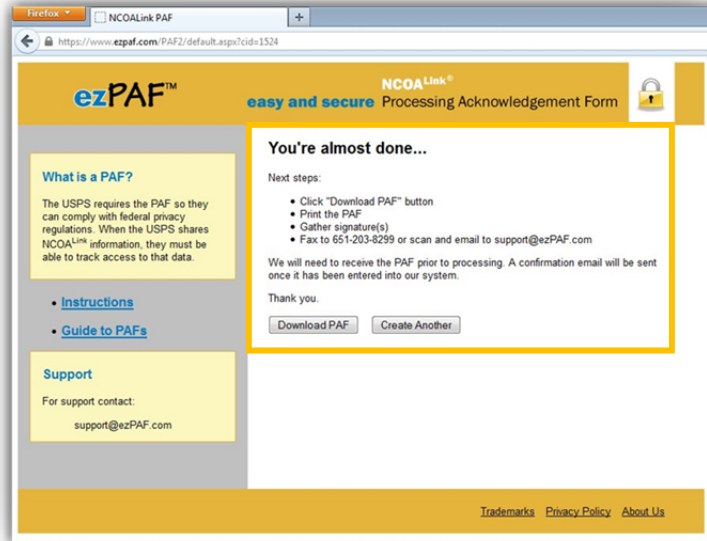 Firefox
NCOALink PAF
+
https://www.ezpaf.com/PAF2/default.aspx?cid=1524
ezPAF™
NCOALink®
easy and secure Processing Acknowledgement Form
What is a PAF?
The USPS requires the PAF so they
can comply with federal privacy
regulations. When the USPS shares
NCOALink information, they must be
able to track access to that data.
• Instructions
• Guide to PAFs
Support
For support contact:
support@ezPAF.com
You're almost done...
Next steps:
• Click "Download PAF" button
• Print the PAF
• Gather signature(s)
• Fax to 651-203-8299 or scan and email to support@ezPAF.com
We will need to receive the PAF prior to processing. A confirmation email will be sent
once it has been entered into our system.
Thank you.
Download PAF Create Another
Trademarks Privacy Policy About Us